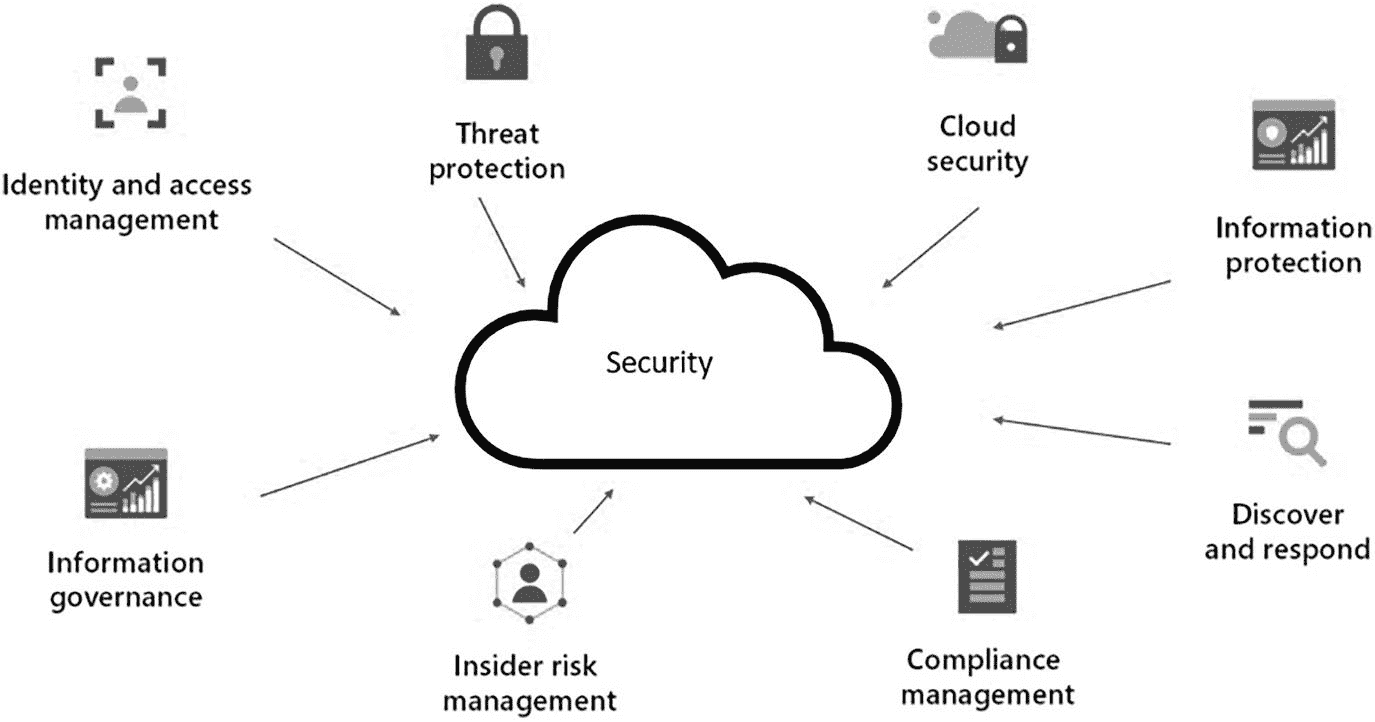 Threat
protection
Cloud
security
Identity and access
management
Information
protection
Security
Information
governance
Discover
and respond
Insider risk
management
Compliance
management